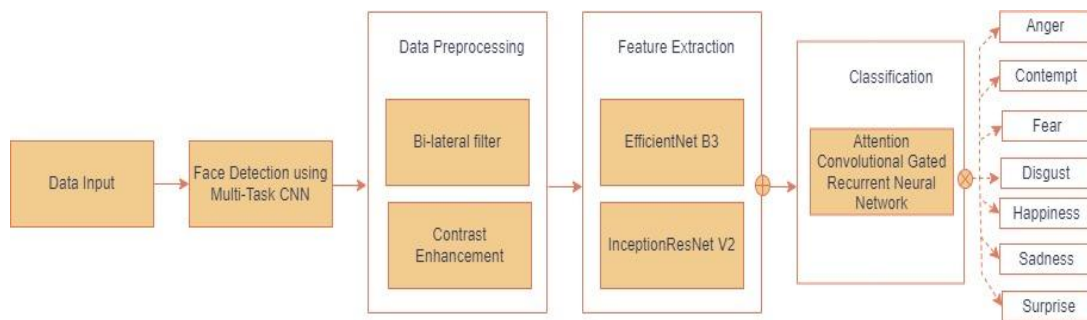 Data Input
Face Detection using
Multi-Task CNN
Data Preprocessing
Bi-lateral filter
Contrast
Enhancement
Feature Extraction
EfficientNet B3
InceptionResNet V2
Classification
Attention
Convolutional Gated
Recurrent Neural
Network
Anger
Contempt
Fear
Disgust
Happiness
Sadness
Surprise